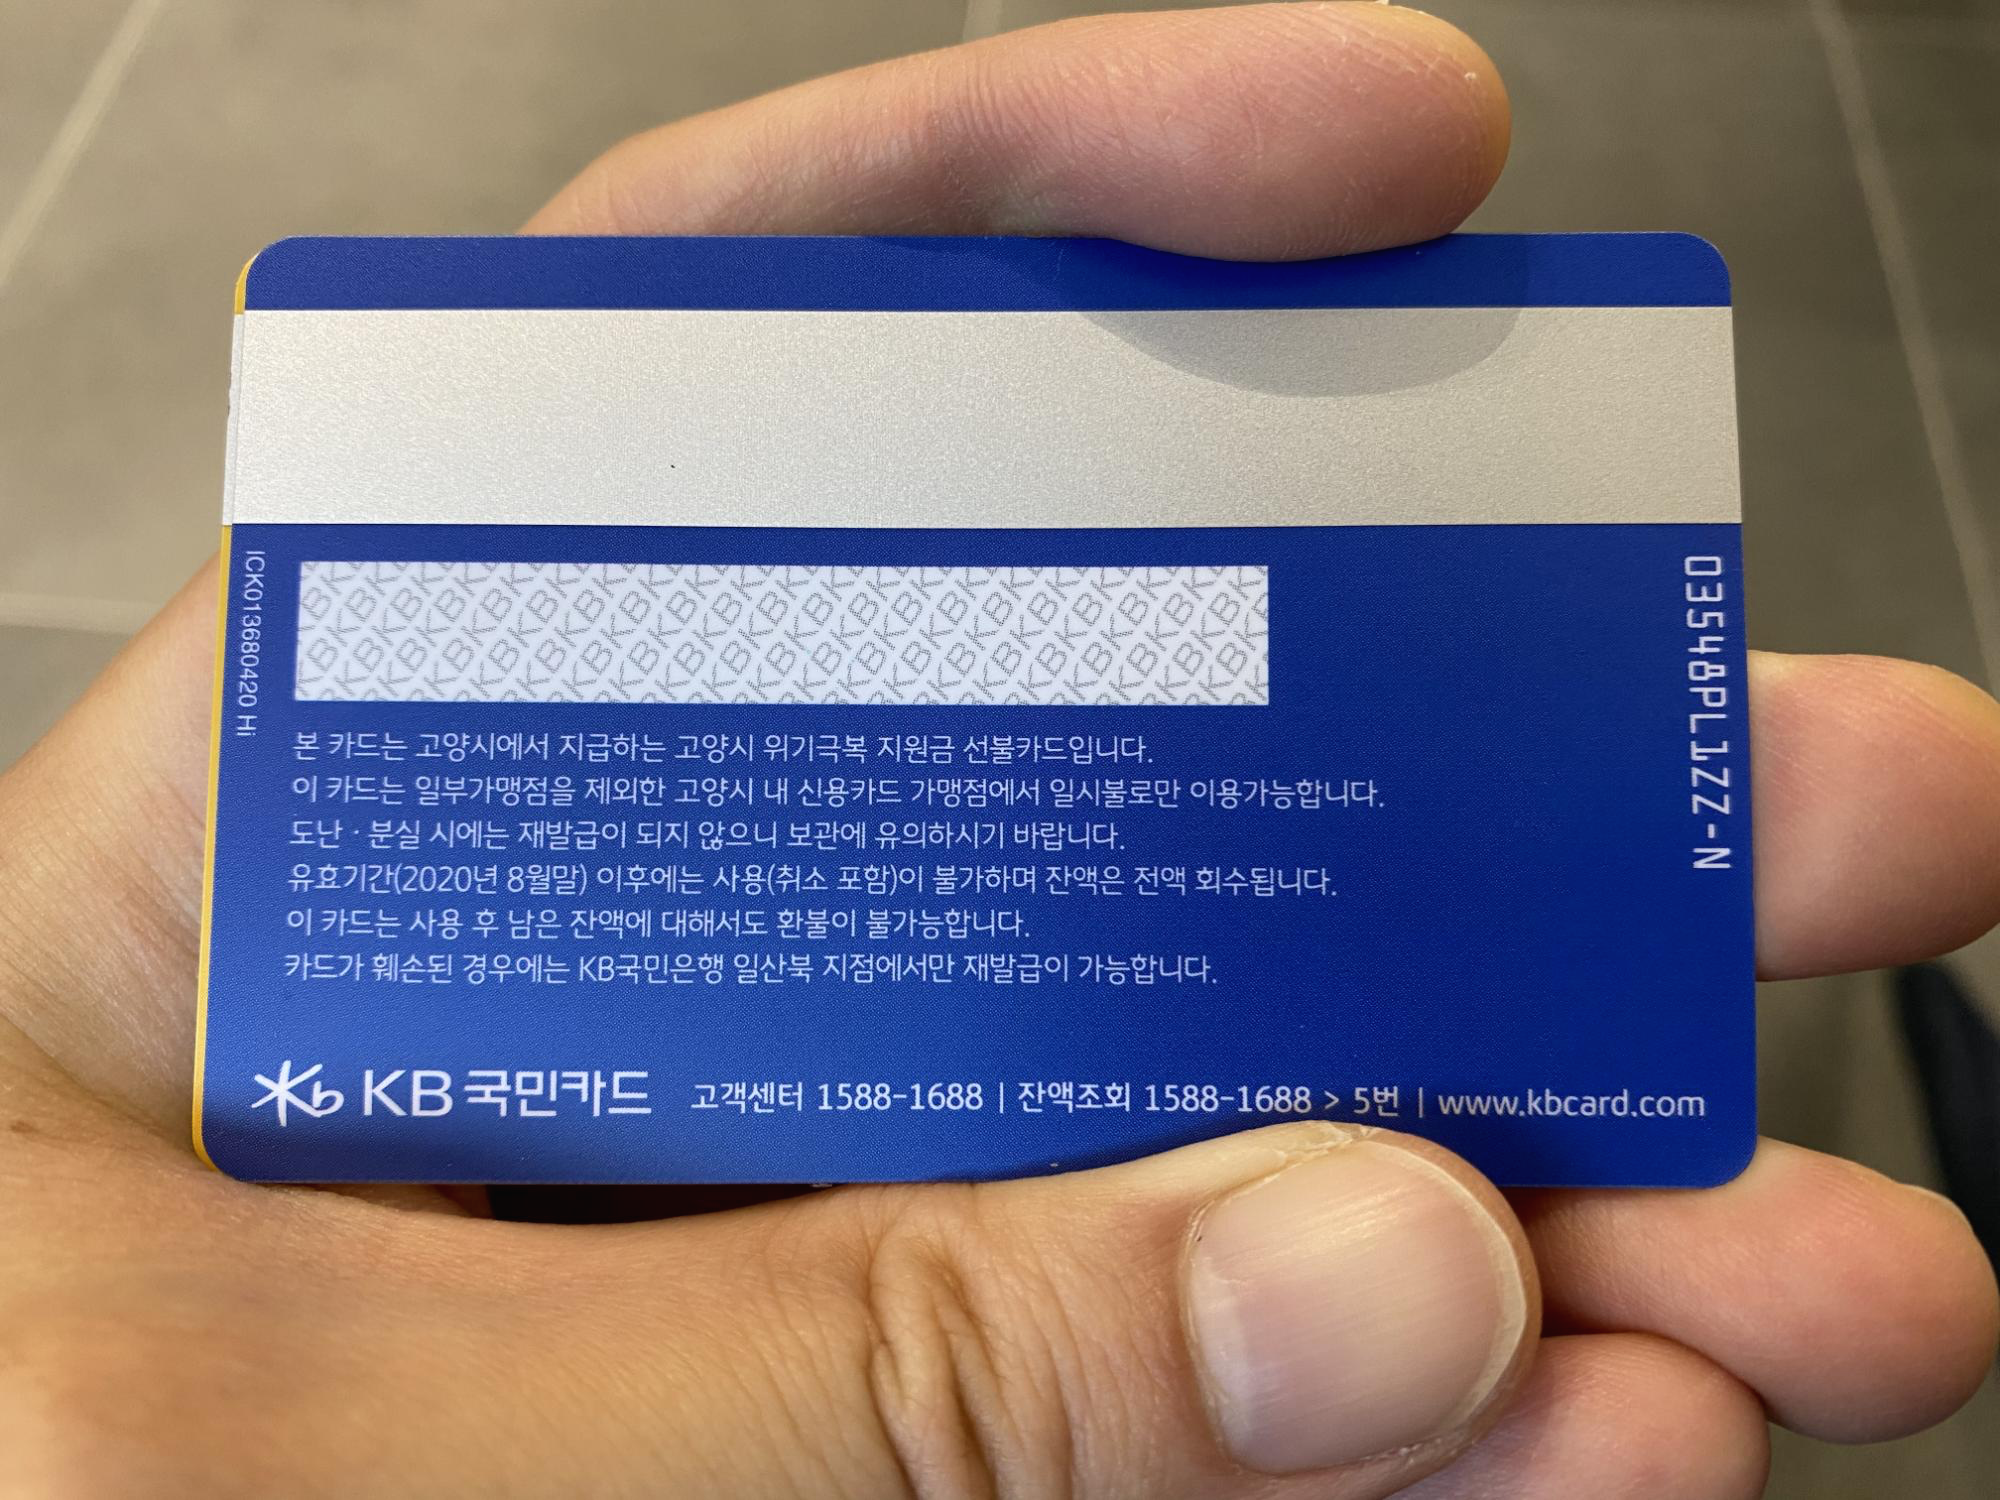 ICK013680420 Hi
03548PL1ZZ-N
본 카드는 고양시에서 지급하는 고양시 위기극복 지원금 선불카드입니다.
이 카드는 일부가맹점을 제외한 고양시 내 신용카드 가맹점에서 일시불로만 이용가능합니다.
도난 · 분실 시에는 재발급이 되지 않으니 보관에 유의하시기 바랍니다.
유효기간(2020년 8월말) 이후에는 사용(취소 포함)이 불가하며 잔액은 전액 회수됩니다.
이 카드는 사용 후 남은 잔액에 대해서도 환불이 불가능합니다.
카드가 훼손된 경우에는 KB국민은행 일산북 지점에서만 재발급이 가능합니다.
KB국민카드 고객센터 1588-1688 | 잔액조회 1588-1688 > 5번 | www.kbcard.com